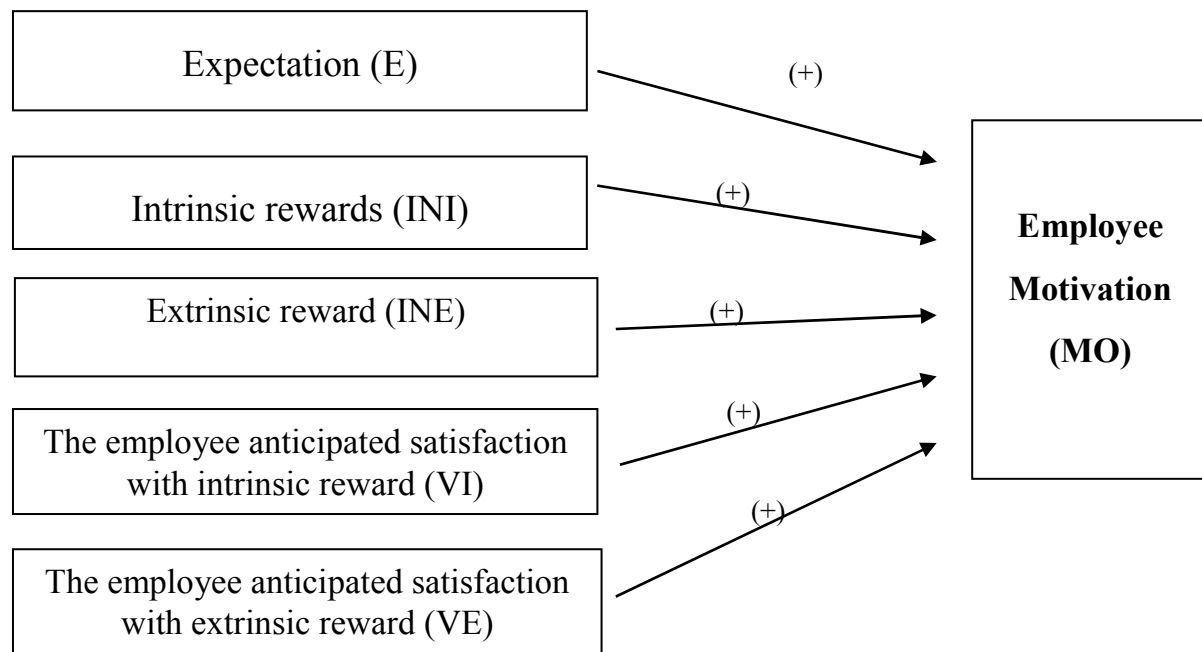 Expectation (E)
(+)
Intrinsic rewards (INI)
(+)
Extrinsic reward (INE)
(+)
The employee anticipated satisfaction
with intrinsic reward (VI)
(+)
The employee anticipated satisfaction
with extrinsic reward (VE)
(+)
Employee
Motivation
(MO)